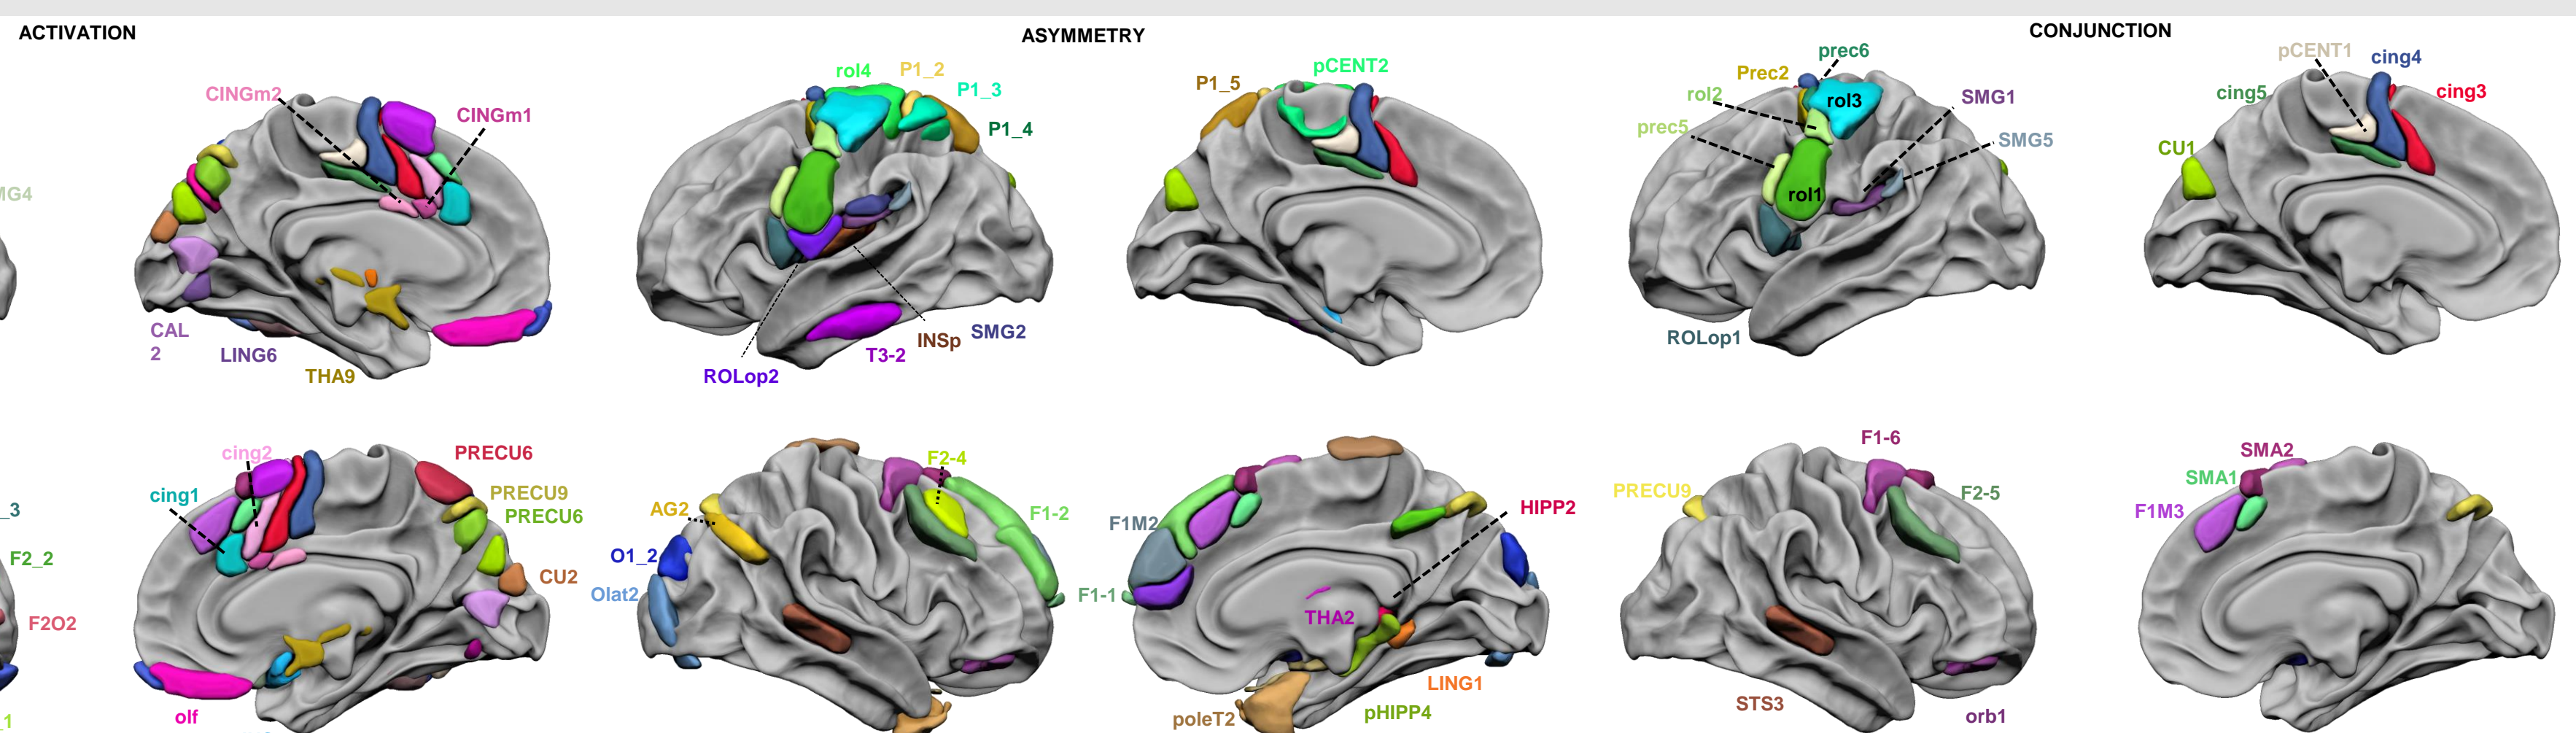 ACTIVATION
ASYMMETRY
CONJUNCTION
CINGm2
CINGm1
MG4
CAL
2
LING6
THA9
rol4
P1_2
P1_3
P1_4
ROLop2
T3-2
INSp
SMG2
P1_5
pCENT2
prec6
Prec2
rol2
prec5
rol3
rol1
SMG1
SMG5
ROLop1
pCENT1
cing4
cing5
cing3
CU1
_3
F2_2
F2O2
_1
cing2
cing1
PRECU6
PRECU9
PRECU6
CU2
olf
AG2
O1_2
Olat2
F2-4
F1-2
F1-1
F1M2
HIPP2
THA2
LING1
poleT2
pHIPP4
PRECU9
F1-6
F2-5
STS3
orb1
SMA2
SMA1
F1M3